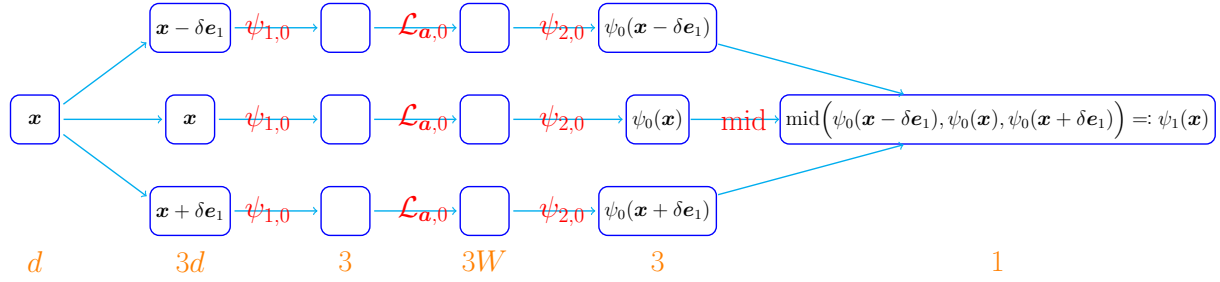 x − δe₁ ψ₁,₀ 𝓛ₐ,₀ ψ₂,₀ ψ₀(x − δe₁)
x x ψ₁,₀ 𝓛ₐ,₀ ψ₂,₀ ψ₀(x) mid mid(ψ₀(x − δe₁), ψ₀(x), ψ₀(x + δe₁)) =: ψ₁(x)
x + δe₁ ψ₁,₀ 𝓛ₐ,₀ ψ₂,₀ ψ₀(x + δe₁)
d 3d 3 3W 3 1